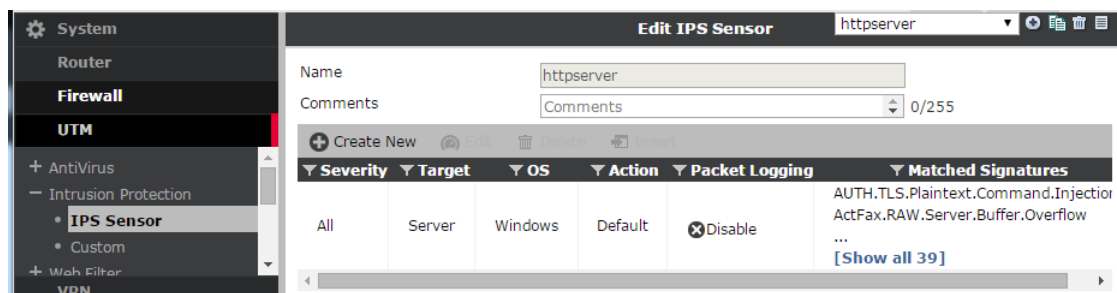 System
Router
Firewall
UTM
+ AntiVirus
− Intrusion Protection
• IPS Sensor
• Custom
+ Web Filter
VPN
Edit IPS Sensor
httpserver
Name
httpserver
Comments
Comments
0/255
Create New Edit Delete Insert
Severity Target OS Action Packet Logging Matched Signatures
All Server Windows Default Disable
AUTH.TLS.Plaintext.Command.Injection
ActFax.RAW.Server.Buffer.Overflow
...
[Show all 39]